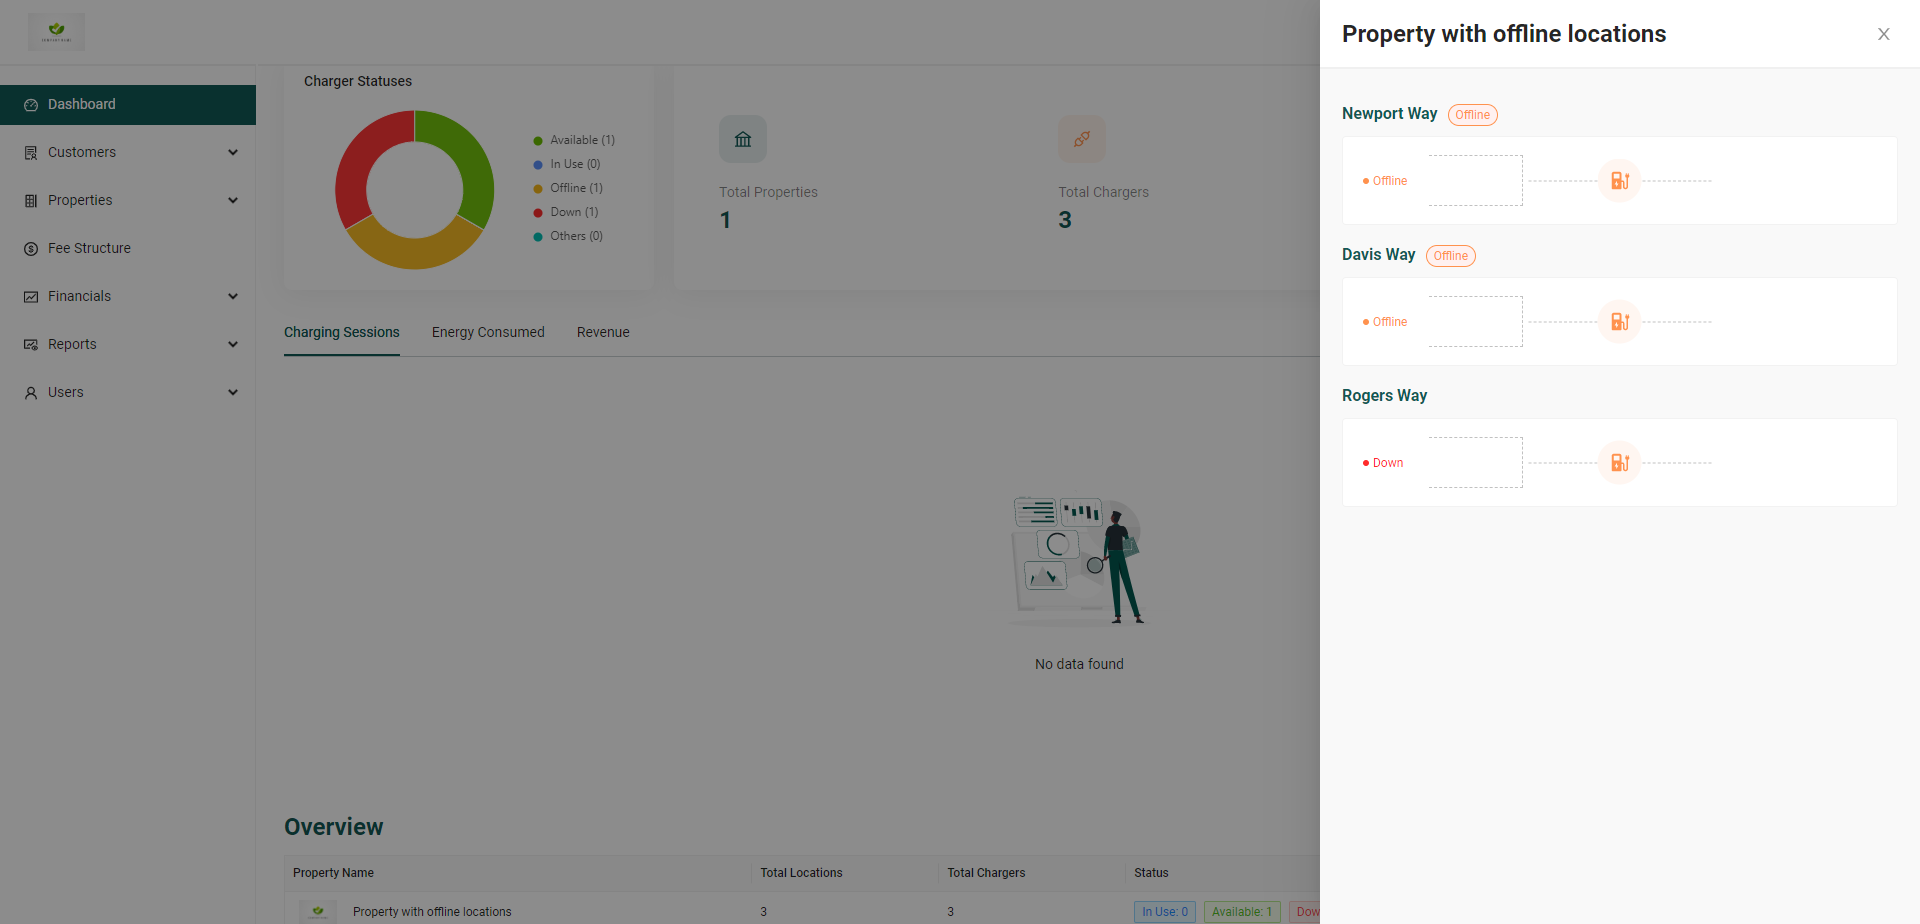 Property with offline locations
Dashboard
Customers
Properties
Fee Structure
Financials
Reports
Users
Charger Statuses
Available (1)
In Use (0)
Offline (1)
Down (1)
Others (0)
Total Properties
1
Total Chargers
3
Charging Sessions Energy Consumed Revenue
No data found
Overview
Property Name Total Locations Total Chargers Status
Property with offline locations 3 3 In Use: 0 Available: 1 Dow
Newport Way Offline
Offline
Davis Way Offline
Offline
Rogers Way
Down